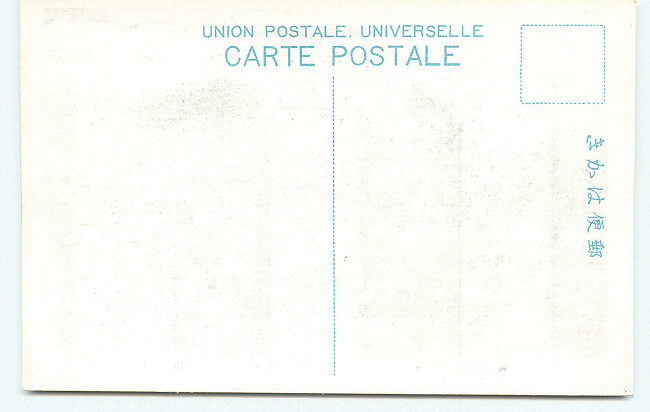 UNION POSTALE. UNIVERSELLE
CARTE POSTALE
きかは便郵